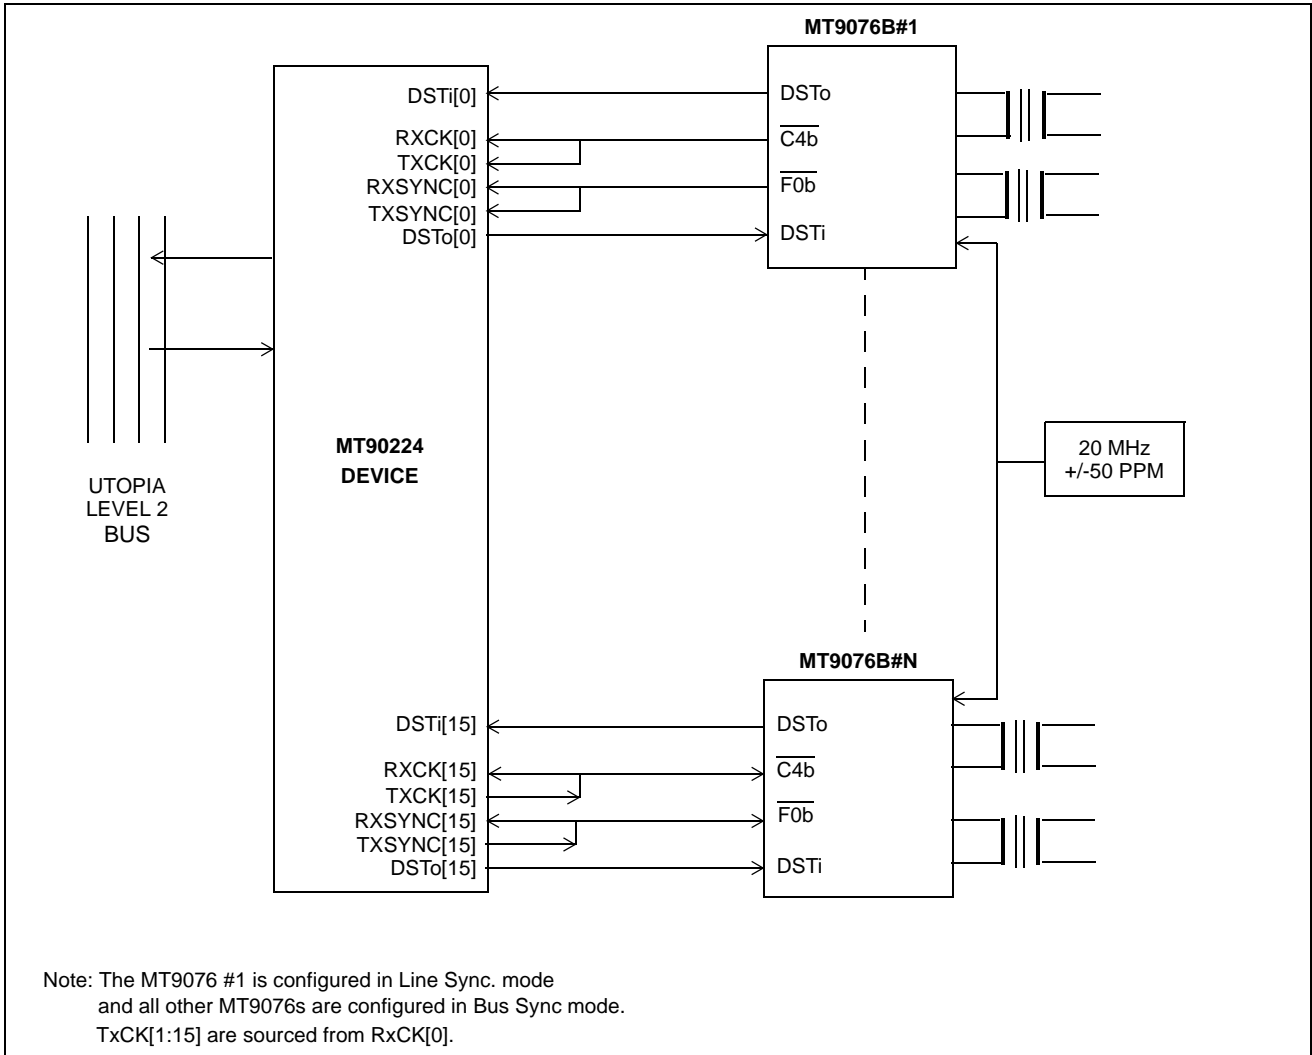 MT9076B#1
DSTi[0]
DSTo
RXCK[0]
C4b
TXCK[0]
RXSYNC[0]
F0b
TXSYNC[0]
DSTo[0]
DSTi
MT90224
DEVICE
20 MHz
+/-50 PPM
UTOPIA
LEVEL 2
BUS
MT9076B#N
DSTi[15]
DSTo
RXCK[15]
C4b
TXCK[15]
RXSYNC[15]
F0b
TXSYNC[15]
DSTo[15]
DSTi
Note: The MT9076 #1 is configured in Line Sync. mode
and all other MT9076s are configured in Bus Sync mode.
TxCK[1:15] are sourced from RxCK[0].